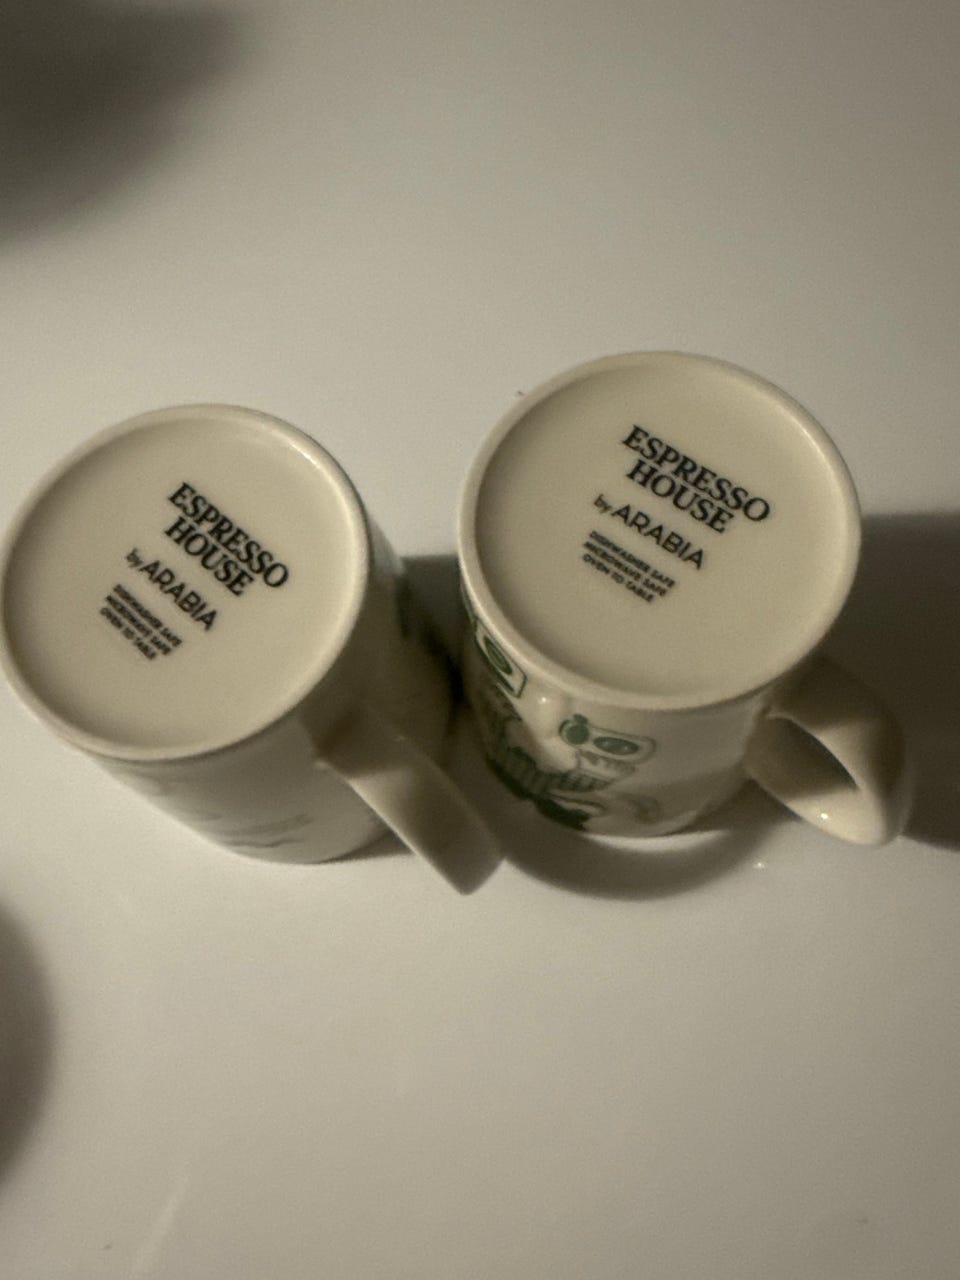 ESPRESSO
HOUSE
by ARABIA
DISHWASHER SAFE
MICROWAVE SAFE
OVEN TO TABLE
ESPRESSO
HOUSE
by ARABIA
DISHWASHER SAFE
MICROWAVE SAFE
OVEN TO TABLE